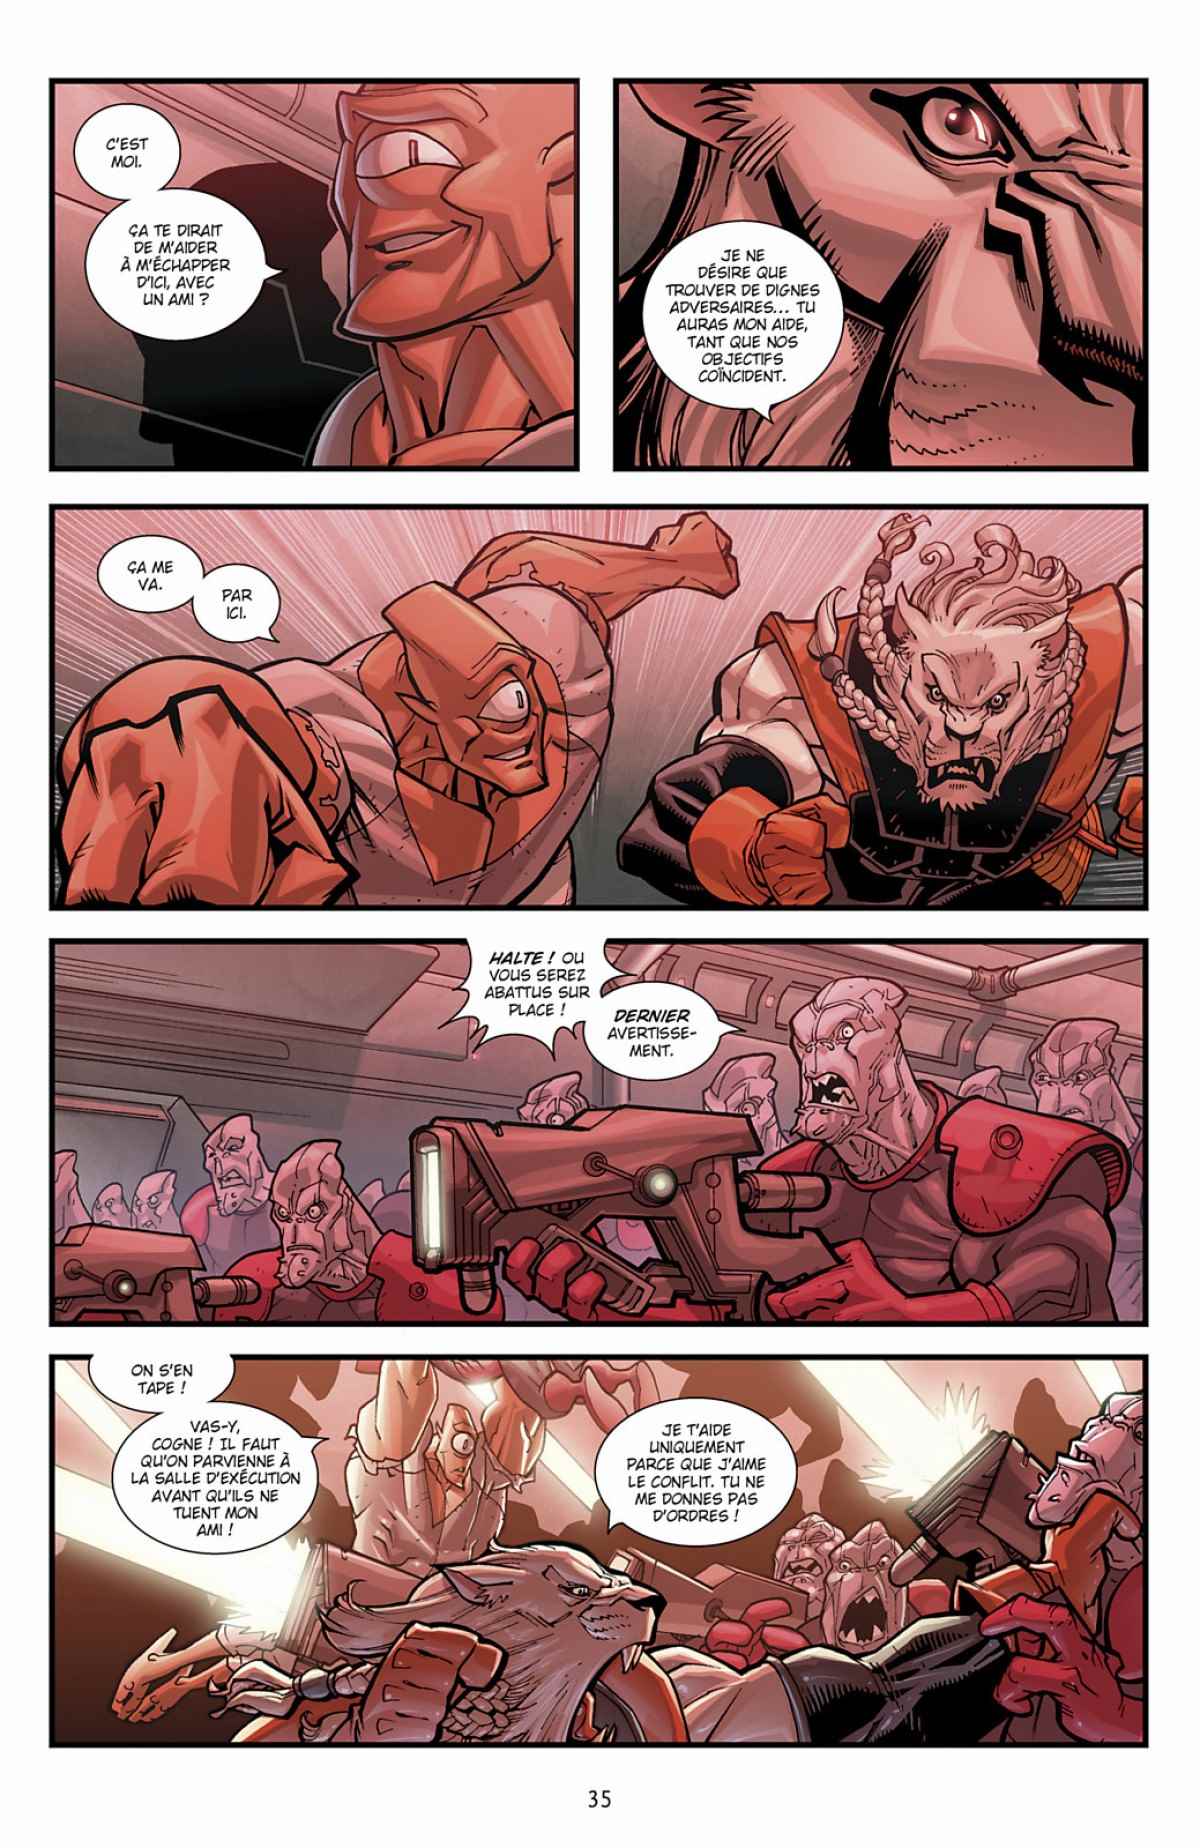 C'EST
MOI.
ÇA TE DIRAIT
DE M'AIDER
À M'ÉCHAPPER
D'ICI, AVEC
UN AMI ?
JE NE
DÉSIRE QUE
TROUVER DE DIGNES
ADVERSAIRES... TU
AURAS MON AIDE,
TANT QUE NOS
OBJECTIFS
COÏNCIDENT.
ÇA ME
VA.
PAR
ICI.
HALTE ! OU
VOUS SEREZ
ABATTUS SUR
PLACE !
DERNIER
AVERTISSE-
MENT.
ON S'EN
TAPE !
VAS-Y,
COGNE ! IL FAUT
QU'ON PARVIENNE À
LA SALLE D'EXÉCUTION
AVANT QU'ILS NE
TUENT MON
AMI !
JE T'AIDE
UNIQUEMENT
PARCE QUE J'AIME
LE CONFLIT. TU NE
ME DONNES PAS
D'ORDRES !
35